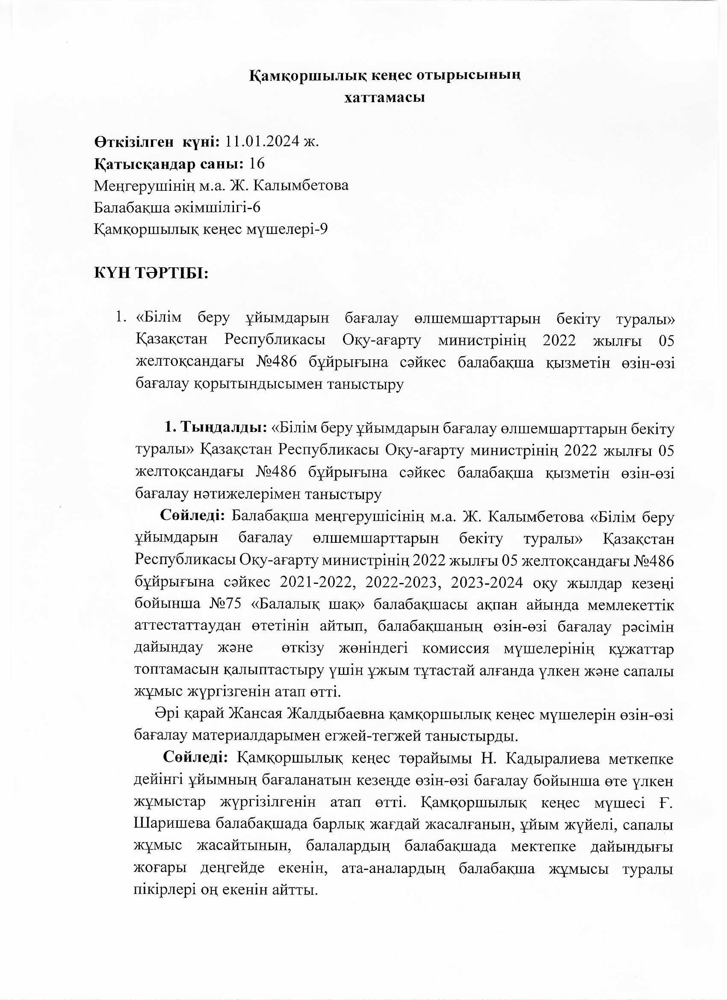 Қамқоршылық кеңес отырысының
хаттамасы
Өткізілген күні: 11.01.2024 ж.
Қатысқандар саны: 16
Меңгерушінің м.а. Ж. Калымбетова
Балабақша әкімшілігі-6
Қамқоршылық кеңес мүшелері-9
КҮН ТӘРТІБІ:
1. «Білім беру ұйымдарын бағалау өлшемшарттарын бекіту туралы»
Қазақстан Республикасы Оқу-ағарту министрінің 2022 жылғы 05
желтоқсандағы №486 бұйрығына сәйкес балабақша қызметін өзін-өзі
бағалау қорытындысымен таныстыру
1. Тыңдалды: «Білім беру ұйымдарын бағалау өлшемшарттарын бекіту
туралы» Қазақстан Республикасы Оқу-ағарту министрінің 2022 жылғы 05
желтоқсандағы №486 бұйрығына сәйкес балабақша қызметін өзін-өзі
бағалау нәтижелерімен таныстыру
Сөйледі: Балабақша меңгерушісінің м.а. Ж. Калымбетова «Білім беру
ұйымдарын бағалау өлшемшарттарын бекіту туралы» Қазақстан
Республикасы Оқу-ағарту министрінің 2022 жылғы 05 желтоқсандағы №486
бұйрығына сәйкес 2021-2022, 2022-2023, 2023-2024 оқу жылдар кезеңі
бойынша №75 «Балалық шақ» балабақшасы ақпан айында мемлекеттік
аттестаттаудан өтетінін айтып, балабақшаның өзін-өзі бағалау рәсімін
дайындау және өткізу жөніндегі комиссия мүшелерінің құжаттар
топтамасын қалыптастыру үшін ұжым тұтастай алғанда үлкен және сапалы
жұмыс жүргізгенін атап өтті.
Әрі қарай Жансая Жалдыбаевна қамқоршылық кеңес мүшелерін өзін-өзі
бағалау материалдарымен егжей-тегжей таныстырды.
Сөйледі: Қамқоршылық кеңес төрайымы Н. Кадыралиева меткепке
дейінгі ұйымның бағаланатын кезеңде өзін-өзі бағалау бойынша өте үлкен
жұмыстар жүргізілгенін атап өтті. Қамқоршылық кеңес мүшесі Ғ.
Шаришева балабақшада барлық жағдай жасалғанын, ұйым жүйелі, сапалы
жұмыс жасайтынын, балалардың балабақшада мектепке дайындығы
жоғары деңгейде екенін, ата-аналардың балабақша жұмысы туралы
пікірлері оң екенін айтты.